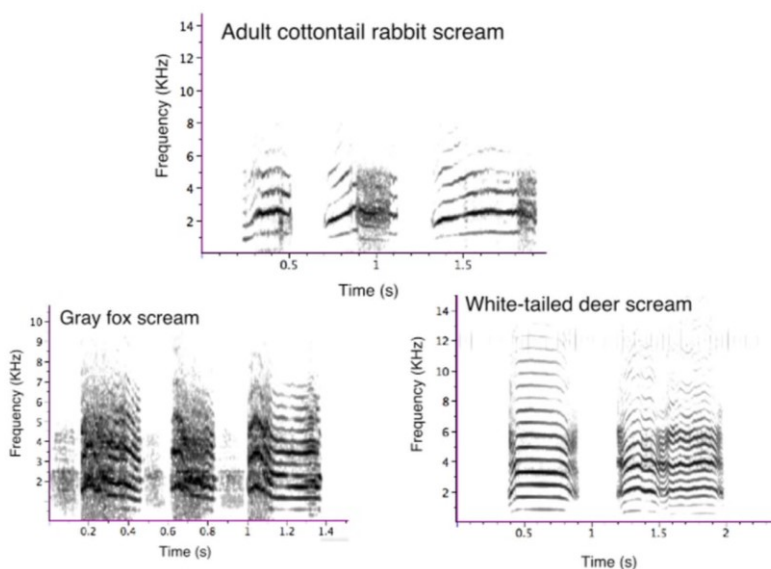 Adult cottontail rabbit scream
Frequency (KHz)
14
12
10
8
6
4
2
0.5 1 1.5
Time (s)
Gray fox scream
Frequency (KHz)
10
9
8
7
6
5
4
3
2
0.2 0.4 0.6 0.8 1 1.2 1.4
Time (s)
White-tailed deer scream
Frequency (KHz)
14
12
10
8
6
4
2
0.5 1 1.5 2
Time (s)